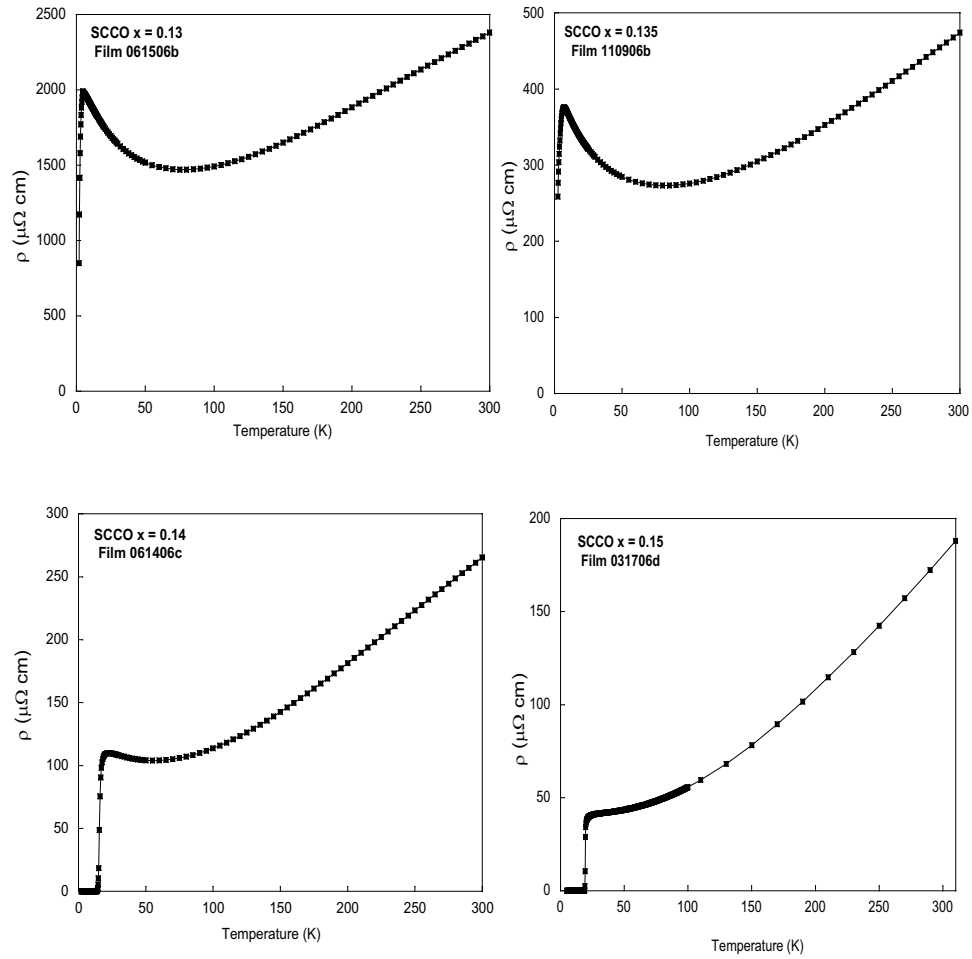 SCCO x = 0.13
Film 061506b
2500
2000
1500
1000
500
0
ρ (μΩ cm)
0 50 100 150 200 250 300
Temperature (K)
SCCO x = 0.135
Film 110906b
500
400
300
200
100
0
ρ (μΩ cm)
0 50 100 150 200 250 300
Temperature (K)
SCCO x = 0.14
Film 061406c
300
250
200
150
100
50
0
ρ (μΩ cm)
0 50 100 150 200 250 300
Temperature (K)
SCCO x = 0.15
Film 031706d
200
150
100
50
0
ρ (μΩ cm)
0 50 100 150 200 250 300
Temperature (K)